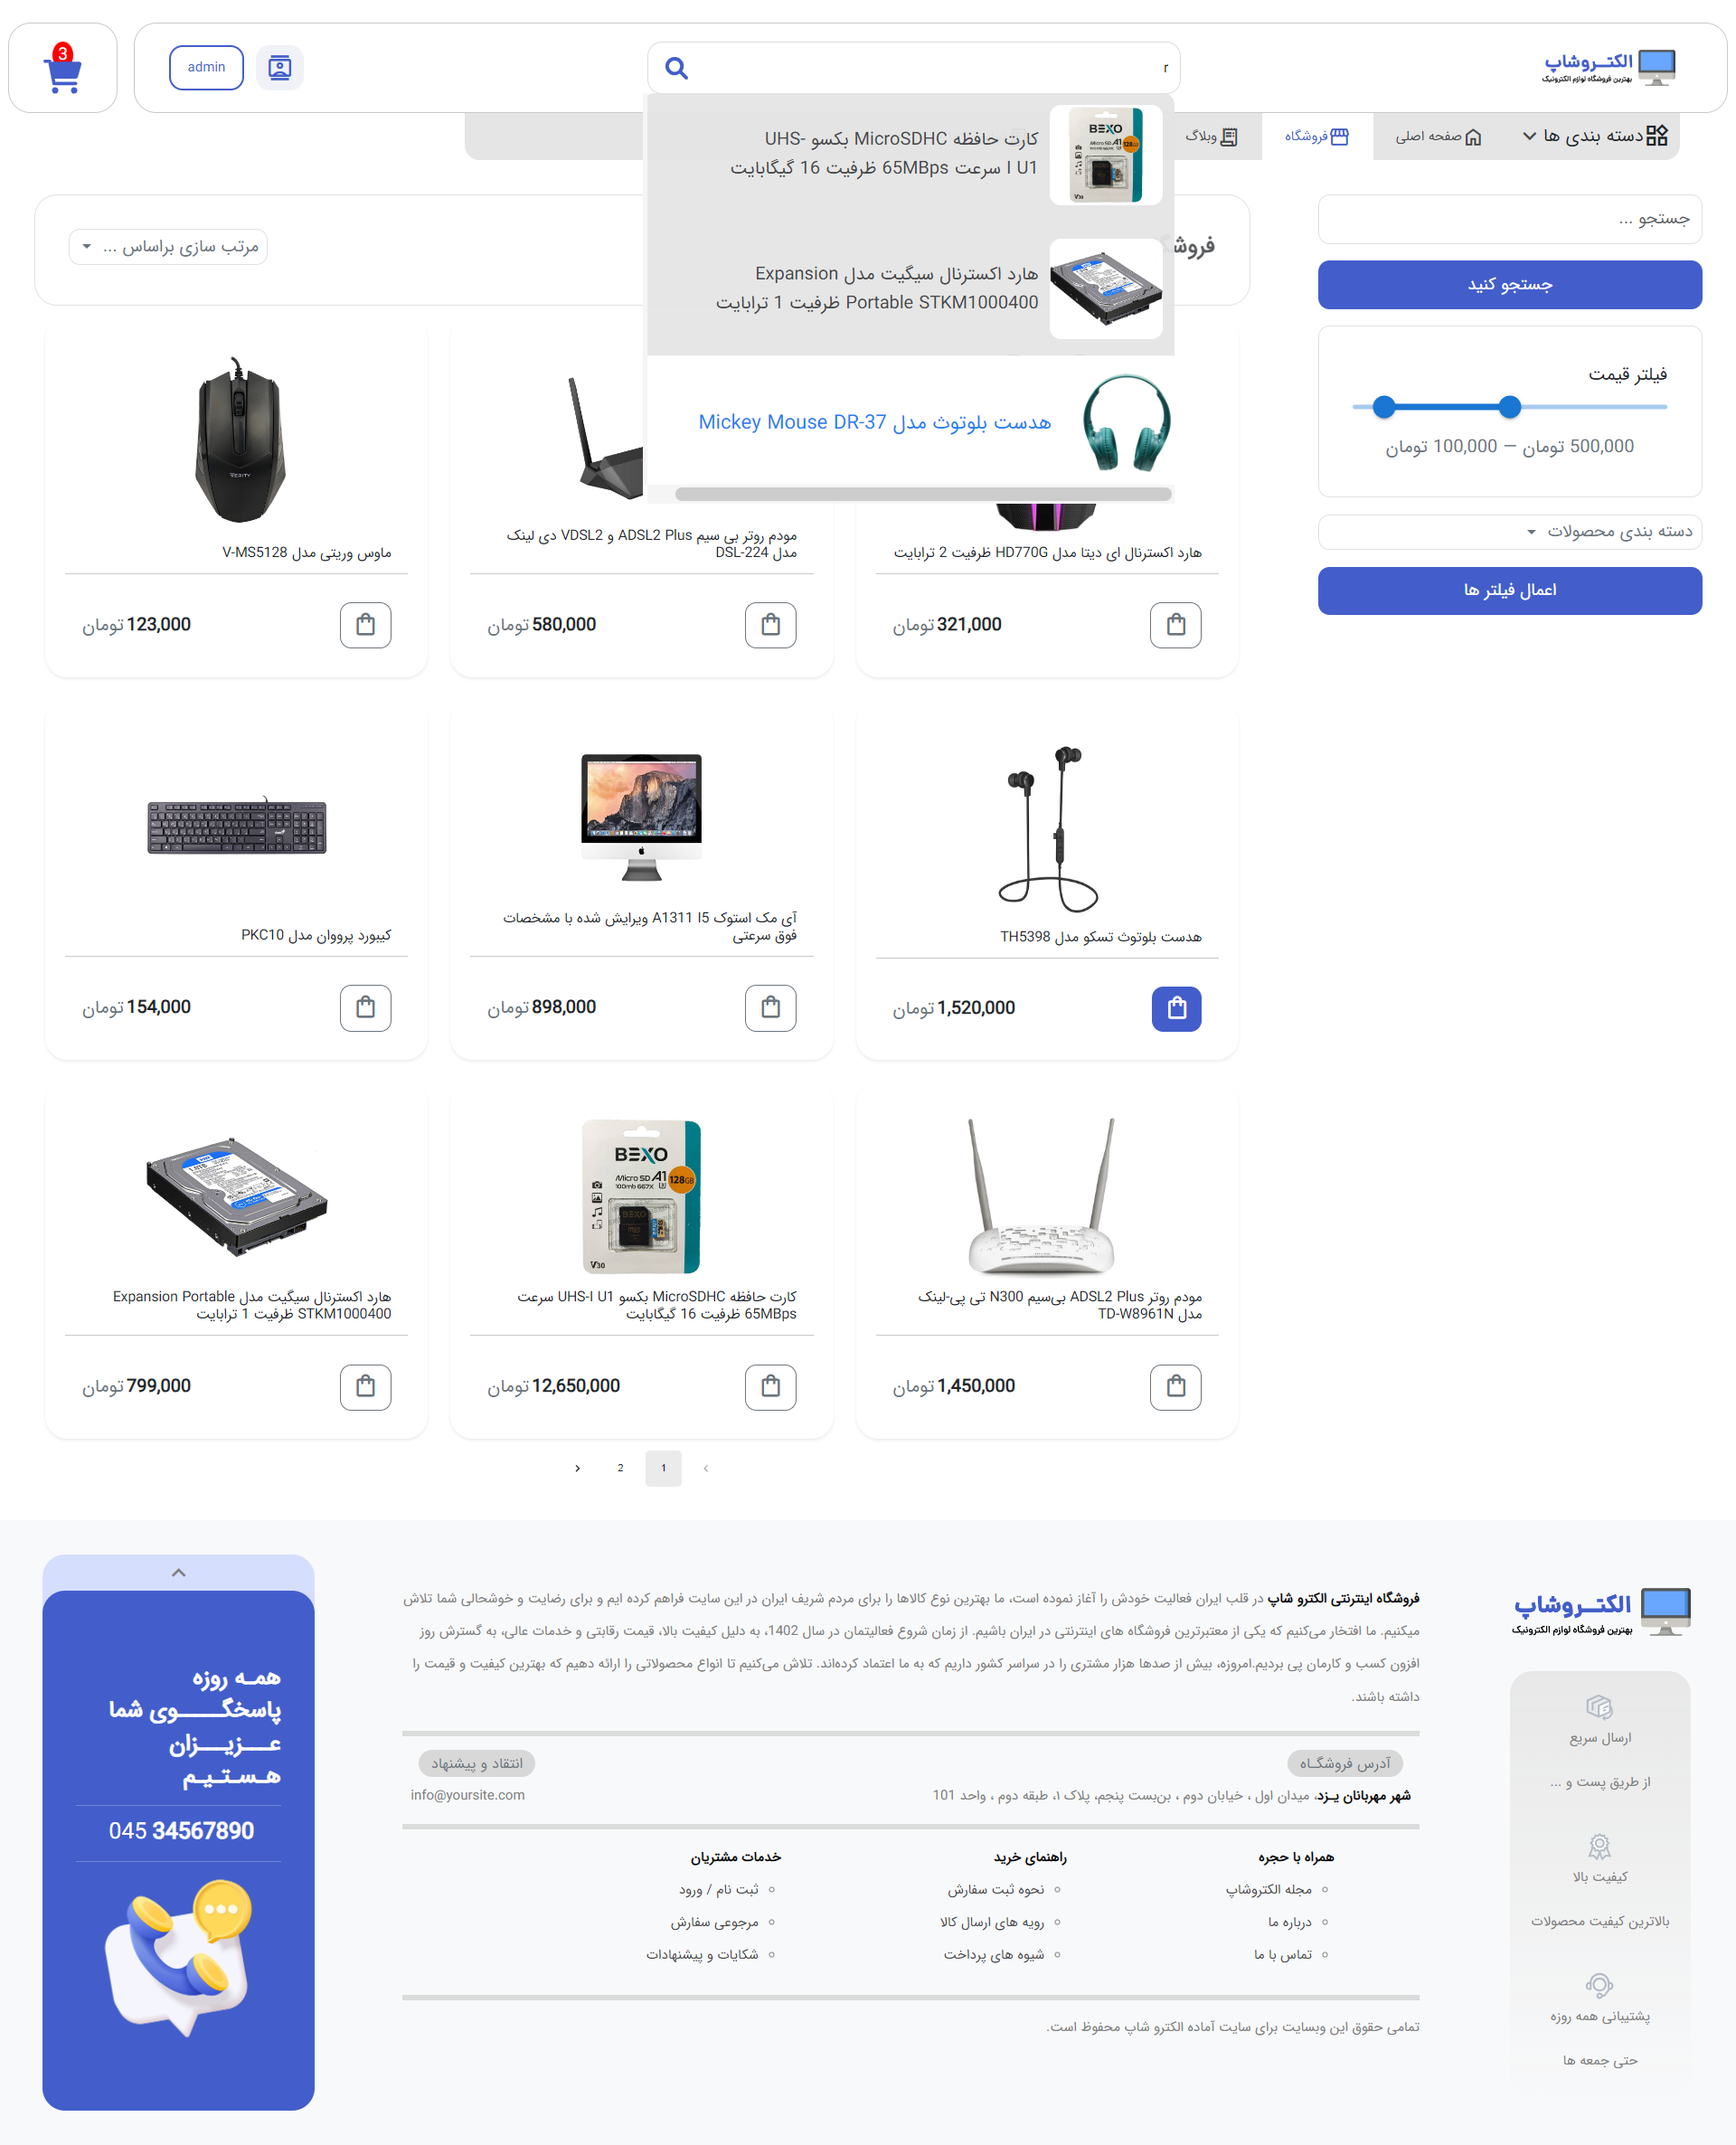 الکتــروشاپ
بهترین فروشگاه لوازم الکترونیک
r
admin
3
دسته بندی ها
صفحه اصلی
فروشگاه
وبلاگ
کارت حافظه MicroSDHC بکسو UHS-
I U1 سرعت 65MBps ظرفیت 16 گیگابایت
هارد اکسترنال سیگیت مدل Expansion
Portable STKM1000400 ظرفیت 1 ترابایت
هدست بلوتوث مدل Mickey Mouse DR-37
جستجو ...
جستجو کنید
فیلتر قیمت
500,000 تومان — 100,000 تومان
دسته بندی محصولات
اعمال فیلتر ها
مرتب سازی براساس ...
هارد اکسترنال ای دیتا مدل HD770G ظرفیت 2 ترابایت
321,000 تومان
مودم روتر بی سیم ADSL2 Plus و VDSL2 دی لینک
مدل DSL-224
580,000 تومان
VERITY
ماوس وریتی مدل V-MS5128
123,000 تومان
هدست بلوتوث تسکو مدل TH5398
1,520,000 تومان
آی مک استوک A1311 I5 ویرایش شده با مشخصات
فوق سرعتی
898,000 تومان
کیبورد پرووان مدل PKC10
154,000 تومان
مودم روتر ADSL2 Plus بی‌سیم N300 تی پی-لینک
مدل TD-W8961N
1,450,000 تومان
BEXO
Micro SD A1
100mb 667X
128GB
BEXO
V30
کارت حافظه MicroSDHC بکسو UHS-I U1 سرعت
65MBps ظرفیت 16 گیگابایت
12,650,000 تومان
هارد اکسترنال سیگیت مدل Expansion Portable
STKM1000400 ظرفیت 1 ترابایت
799,000 تومان
1
2
الکتــروشاپ
بهترین فروشگاه لوازم الکترونیک
ارسال سریع
از طریق پست و ...
کیفیت بالا
بالاترین کیفیت محصولات
پشتیبانی همه روزه
حتی جمعه ها
فروشگاه اینترنتی الکترو شاپ در قلب ایران فعالیت خودش را آغاز نموده است، ما بهترین نوع کالاها را برای مردم شریف ایران در این سایت فراهم کرده ایم و برای رضایت و خوشحالی شما تلاش
میکنیم. ما افتخار می‌کنیم که یکی از معتبرترین فروشگاه های اینترنتی در ایران باشیم. از زمان شروع فعالیتمان در سال 1402، به دلیل کیفیت بالا، قیمت رقابتی و خدمات عالی، به گسترش روز
افزون کسب و کارمان پی بردیم.امروزه، بیش از صدها هزار مشتری را در سراسر کشور داریم که به ما اعتماد کرده‌اند. تلاش می‌کنیم تا انواع محصولاتی را ارائه دهیم که بهترین کیفیت و قیمت را
داشته باشند.
آدرس فروشگـاه
شهر مهربانان یـزد، میدان اول ، خیابان دوم ، بن‌بست پنجم، پلاک ۱، طبقه دوم ، واحد 101
انتقاد و پیشنهاد
info@yoursite.com
همراه با حجره
مجله الکتروشاپ
درباره ما
تماس با ما
راهنمای خرید
نحوه ثبت سفارش
رویه های ارسال کالا
شیوه های پرداخت
خدمات مشتریان
ثبت نام / ورود
مرجوعی سفارش
شکایات و پیشنهادات
تمامی حقوق این وبسایت برای سایت آماده الکترو شاپ محفوظ است.
همـه روزه
پاسخگـــــوی شما
عـــزیـــزان
هـسـتـیـم
045 34567890